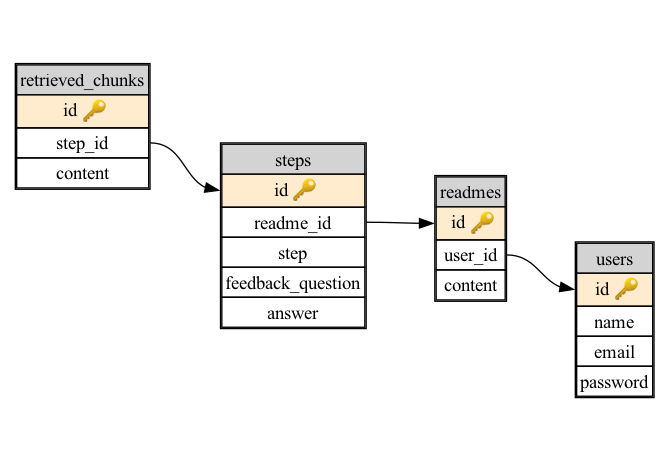 retrieved_chunks
id
step_id
content
steps
id
readme_id
step
feedback_question
answer
readmes
id
user_id
content
users
id
name
email
password